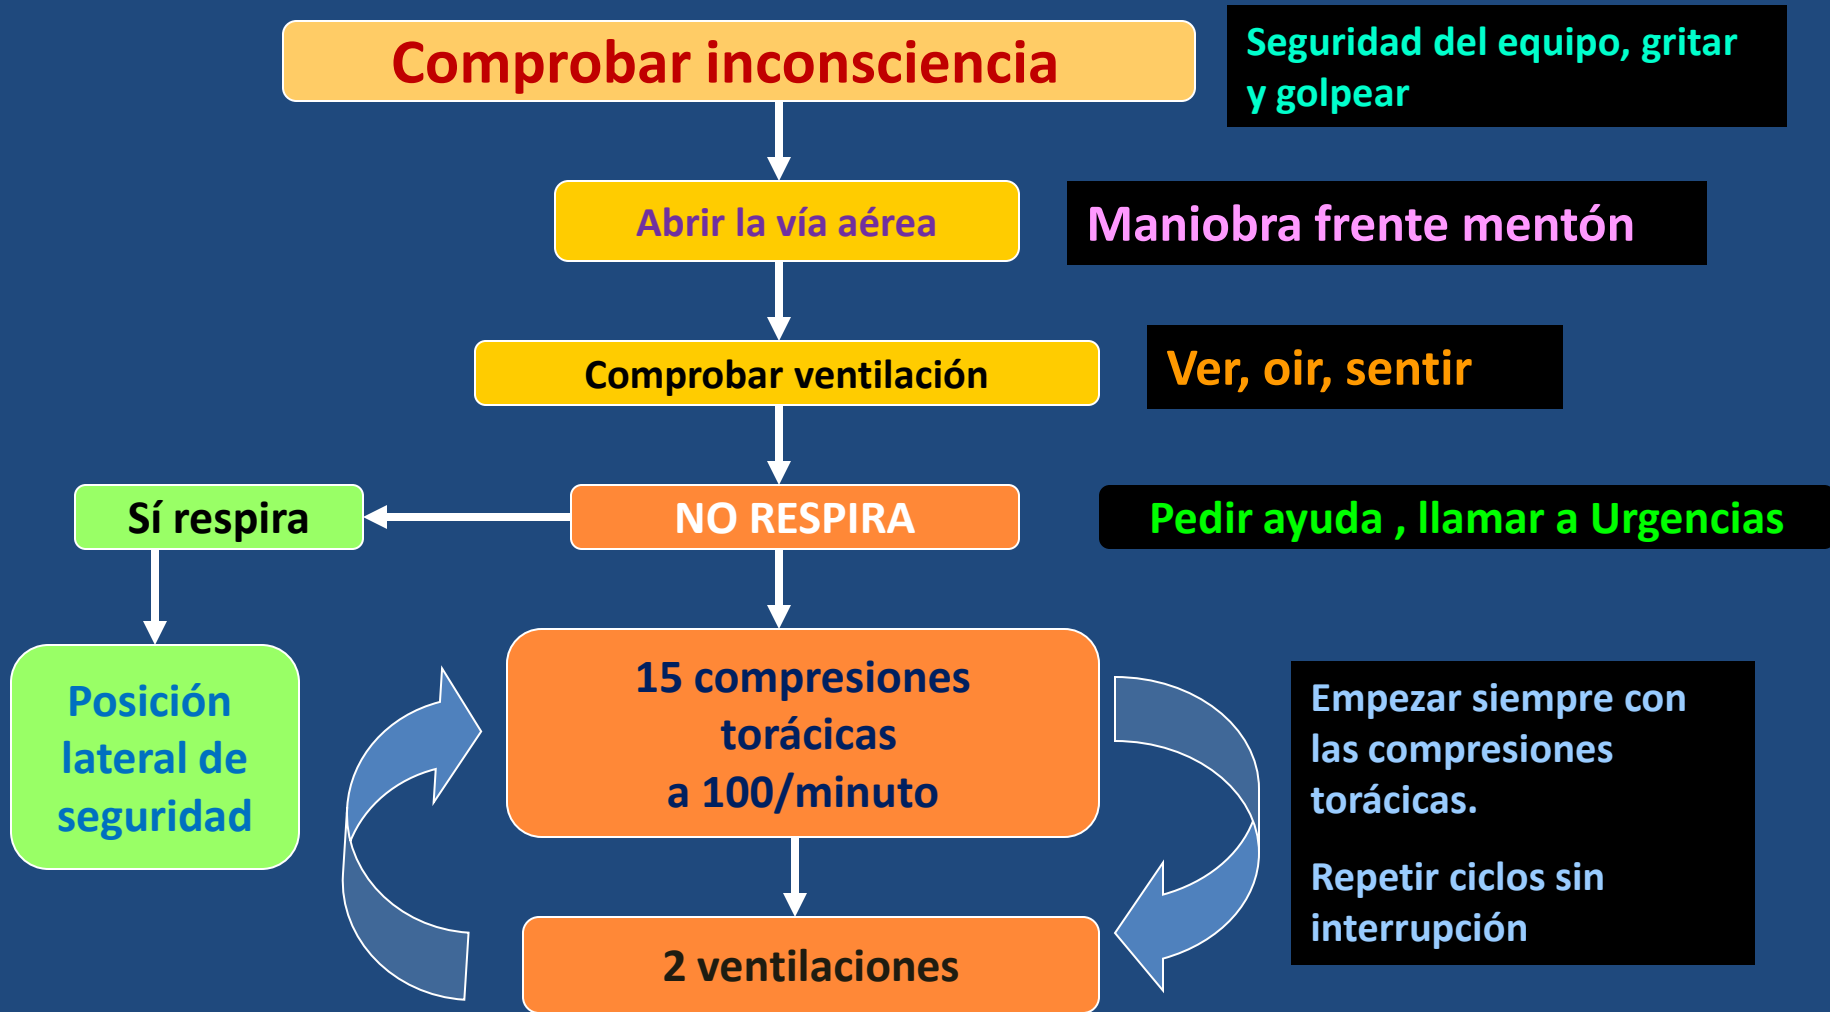 Comprobar inconsciencia
Seguridad del equipo, gritar
y golpear
Abrir la vía aérea
Maniobra frente mentón
Comprobar ventilación
Ver, oir, sentir
Sí respira
NO RESPIRA
Pedir ayuda , llamar a Urgencias
Posición
lateral de
seguridad
15 compresiones
torácicas
a 100/minuto
Empezar siempre con
las compresiones
torácicas.
Repetir ciclos sin
interrupción
2 ventilaciones